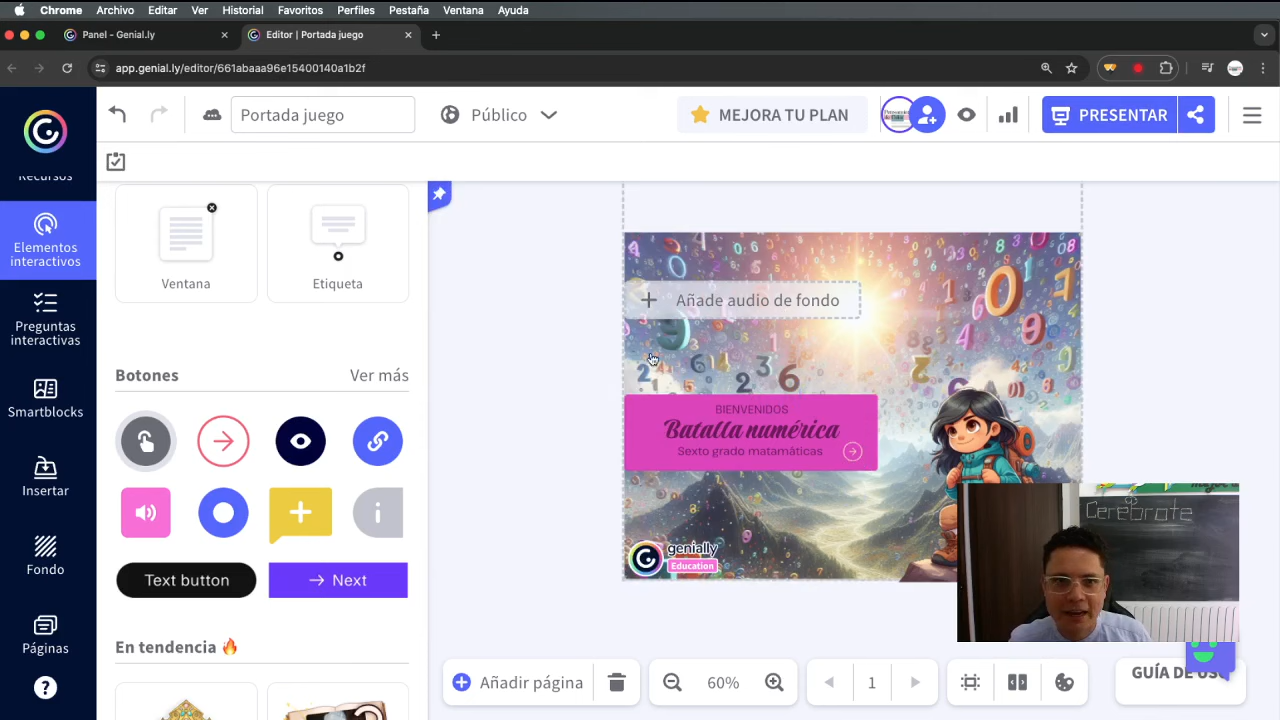 Chrome Archivo Editar Ver Historial Favoritos Perfiles Pestaña Ventana Ayuda
Panel - Genial.ly
Editor | Portada juego
app.genial.ly/editor/661abaaa96e15400140a1b2f
Portada juego
Público
MEJORA TU PLAN
PRESENTAR
Recursos
Elementos
interactivos
Preguntas
interactivas
Smartblocks
Insertar
Fondo
Páginas
Ventana
Etiqueta
Botones
Ver más
Text button
Next
En tendencia
Añade audio de fondo
BIENVENIDOS
Batalla numérica
Sexto grado matamáticas
genially
Education
Cerebrate
Añadir página
60%
1
GUÍA DE USO